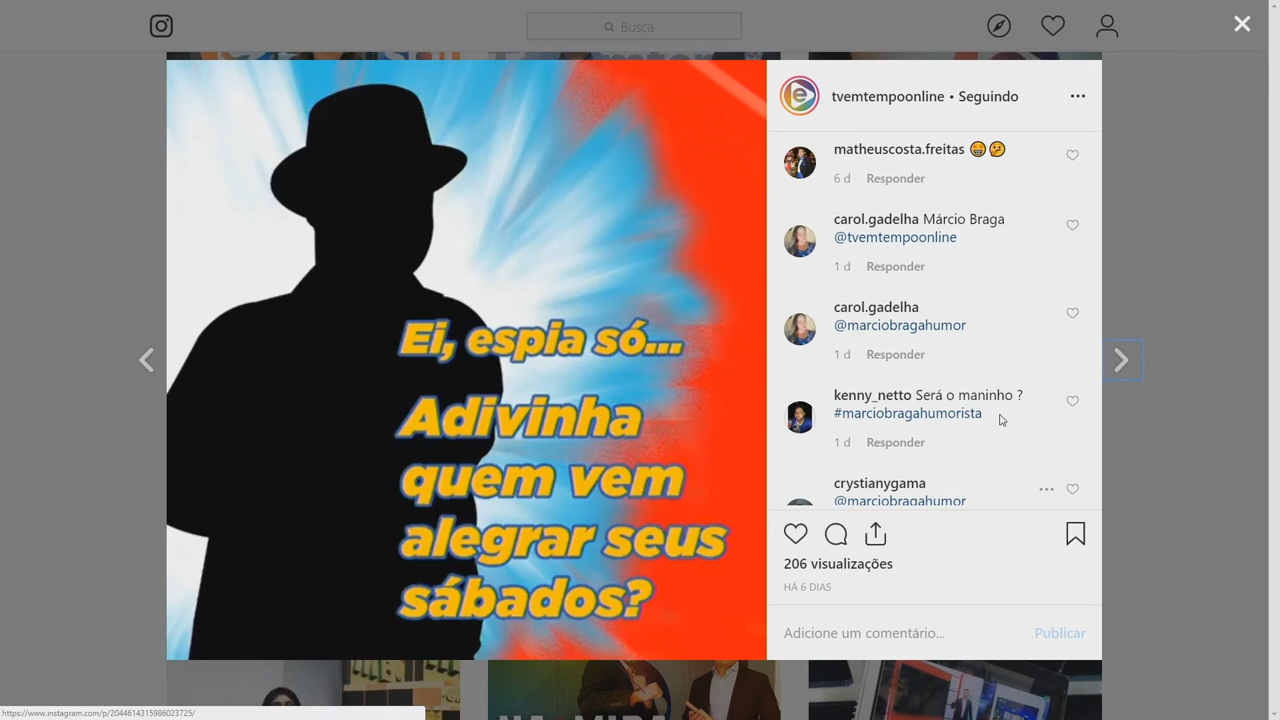 Busca
Ei, espia só...
Adivinha
quem vem
alegrar seus
sábados?
tvemtempoonline • Seguindo
matheuscosta.freitas 😁🤔
6 d Responder
carol.gadelha Márcio Braga
@tvemtempoonline
1 d Responder
carol.gadelha
@marciobragahumor
1 d Responder
kenny_netto Será o maninho ?
#marciobragahumorista
1 d Responder
crystianygama
@marciobragahumor
206 visualizações
HÁ 6 DIAS
Adicione um comentário... Publicar
NA MIRA
https://www.instagram.com/p/2044614315986023725/